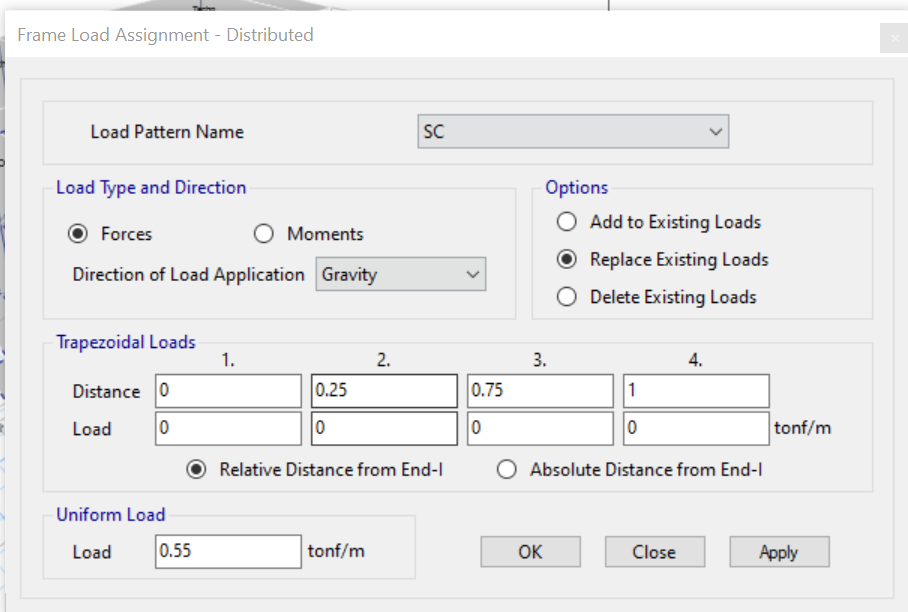 Frame Load Assignment - Distributed
Load Pattern Name SC
Load Type and Direction
Forces Moments
Direction of Load Application Gravity
Options
Add to Existing Loads
Replace Existing Loads
Delete Existing Loads
Trapezoidal Loads
1. 2. 3. 4.
Distance 0 0.25 0.75 1
Load 0 0 0 0 tonf/m
Relative Distance from End-I Absolute Distance from End-I
Uniform Load
Load 0.55 tonf/m
OK Close Apply